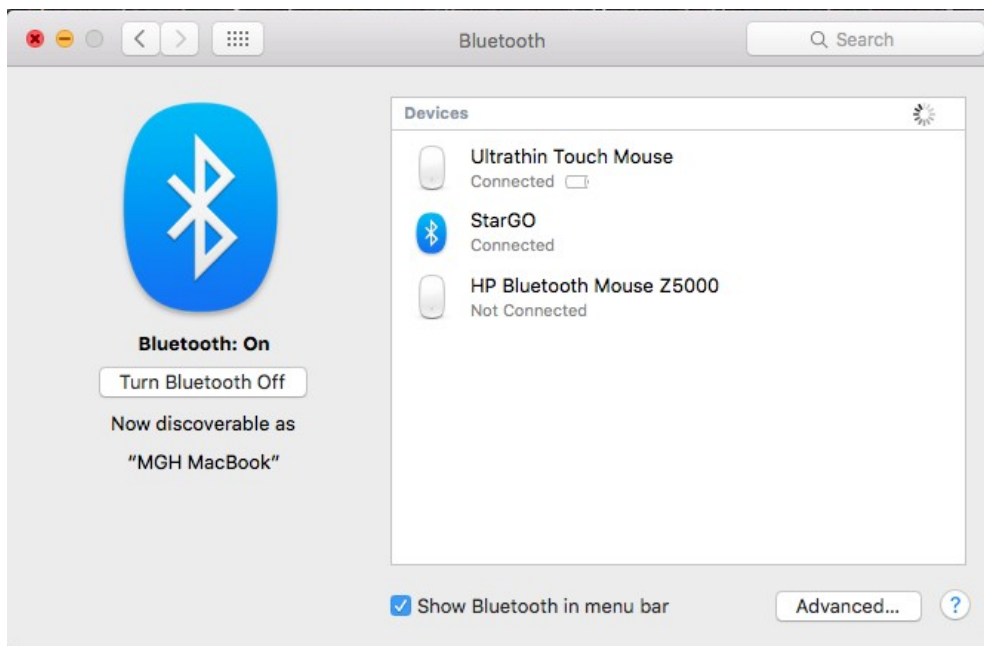 Bluetooth
Search
Bluetooth: On
Turn Bluetooth Off
Now discoverable as
“MGH MacBook”
Devices
Ultrathin Touch Mouse
Connected
StarGO
Connected
HP Bluetooth Mouse Z5000
Not Connected
Show Bluetooth in menu bar
Advanced...
?